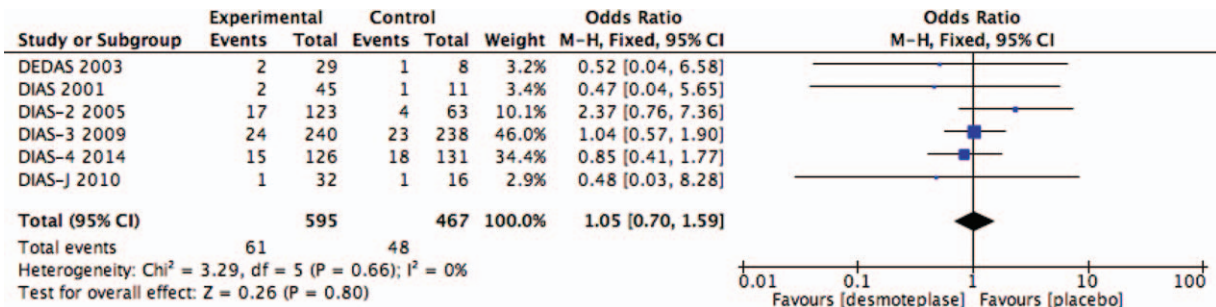 Experimental Control Odds Ratio Odds Ratio
Study or Subgroup Events Total Events Total Weight M-H, Fixed, 95% CI M-H, Fixed, 95% CI
DEDAS 2003 2 29 1 8 3.2% 0.52 [0.04, 6.58]
DIAS 2001 2 45 1 11 3.4% 0.47 [0.04, 5.65]
DIAS-2 2005 17 123 4 63 10.1% 2.37 [0.76, 7.36]
DIAS-3 2009 24 240 23 238 46.0% 1.04 [0.57, 1.90]
DIAS-4 2014 15 126 18 131 34.4% 0.85 [0.41, 1.77]
DIAS-J 2010 1 32 1 16 2.9% 0.48 [0.03, 8.28]
Total (95% CI) 595 467 100.0% 1.05 [0.70, 1.59]
Total events 61 48
Heterogeneity: Chi² = 3.29, df = 5 (P = 0.66); I² = 0%
Test for overall effect: Z = 0.26 (P = 0.80)
0.01 0.1 1 10 100
Favours [desmoteplase] Favours [placebo]